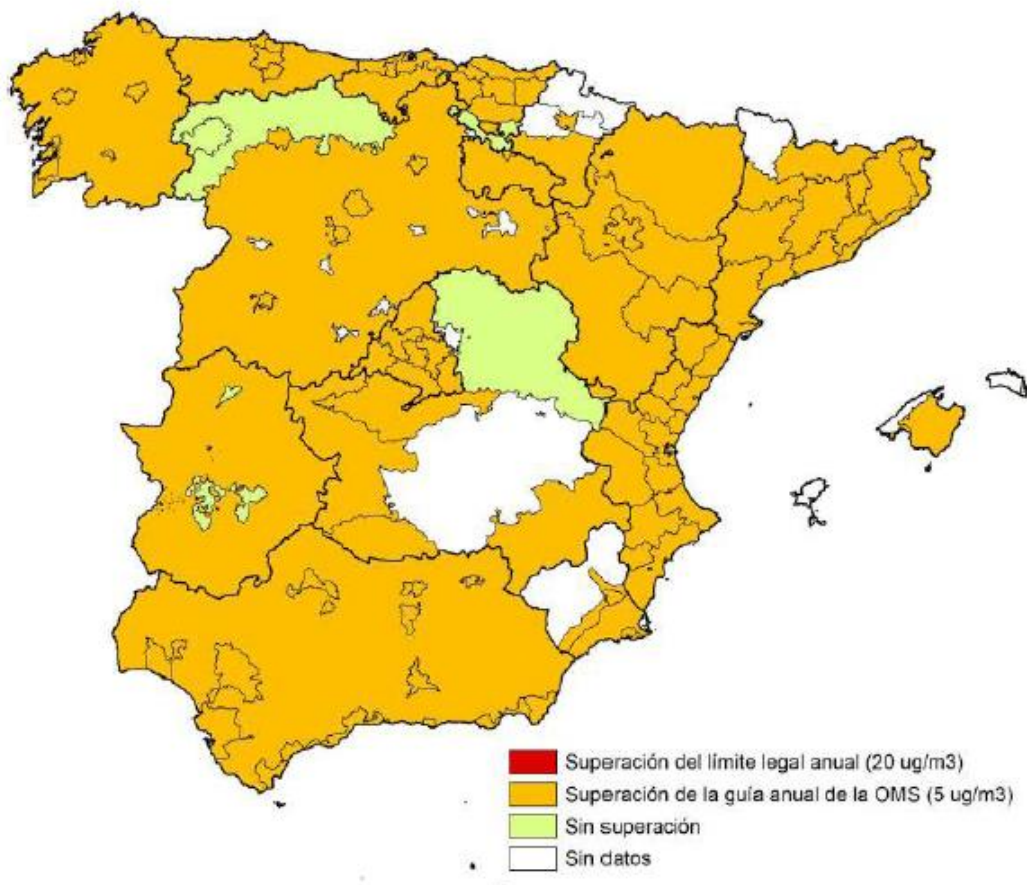 Superación del límite legal anual (20 ug/m3)
Superación de la guía anual de la OMS (5 ug/m3)
Sin superación
Sin datos